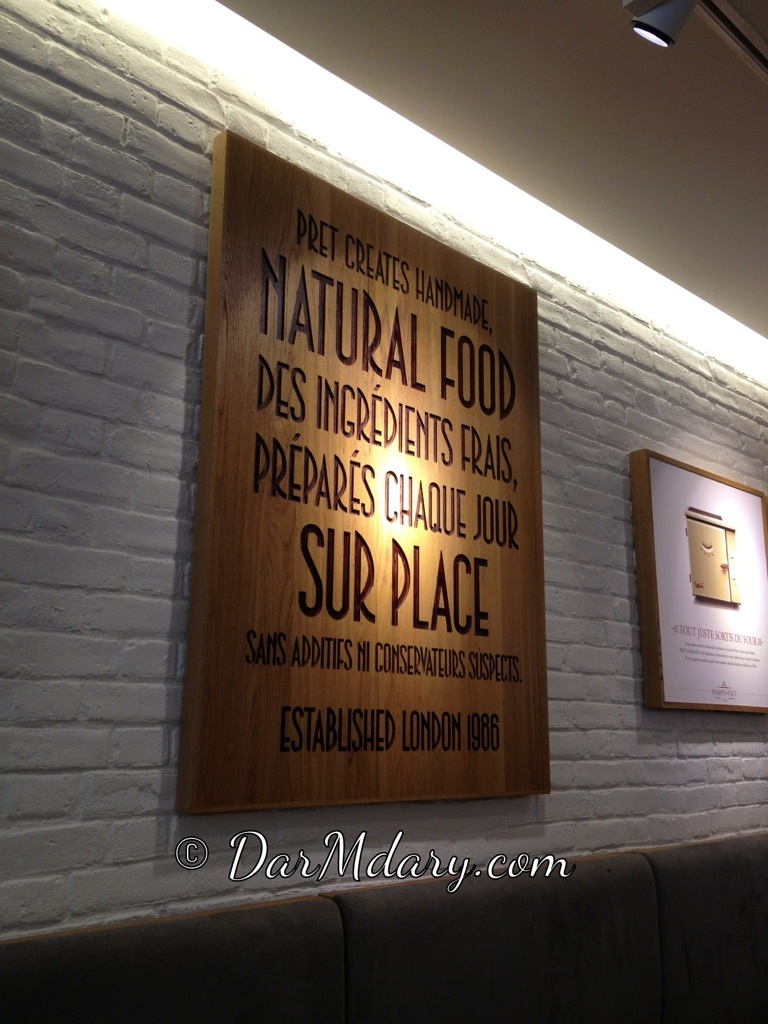 PRET CREATES HANDMADE,
NATURAL FOOD
DES INGRÉDIENTS FRAIS,
PRÉPARÉS CHAQUE JOUR
SUR PLACE
SANS ADDITIFS NI CONSERVATEURS SUSPECTS.
ESTABLISHED LONDON 1986
TOUT JUSTE SORTIS DU FOUR
© DarMdary.com